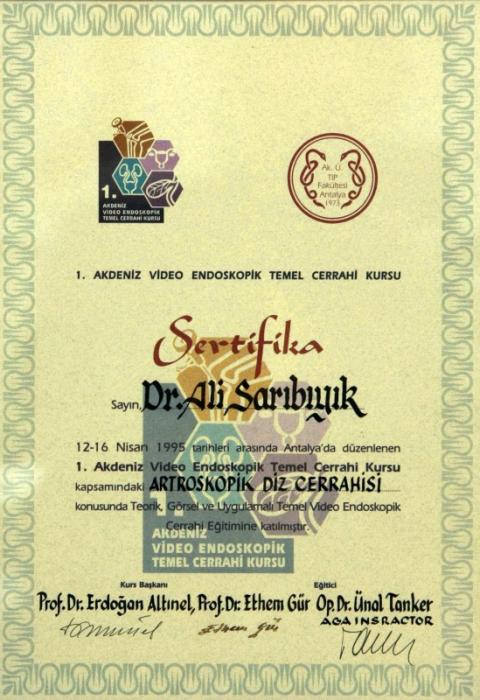 1.
AKDENİZ
VİDEO ENDOSKOPİK
TEMEL CERRAHİ KURSU
Ak. Ü.
TIP
Fakültesi
Antalya
1973
1. AKDENİZ VİDEO ENDOSKOPİK TEMEL CERRAHİ KURSU
Sertifika
Sayın, Dr. Ali Sarıbıyık
12-16 Nisan 1995 tarihleri arasında Antalya'da düzenlenen
1. Akdeniz Video Endoskopik Temel Cerrahi Kursu
kapsamındaki ARTROSKOPİK DİZ CERRAHİSİ
konusunda Teorik, Görsel ve Uygulamalı Temel Video Endoskopik
Cerrahi Eğitimine katılmıştır.
1.
AKDENİZ
VİDEO ENDOSKOPİK
TEMEL CERRAHİ KURSU
Kurs Başkanı
Eğitici
Prof. Dr. Erdoğan Altınel, Prof. Dr. Ethem Gür Op. Dr. Ünal Tanker
AGA INSRACTOR
Ethem Gür